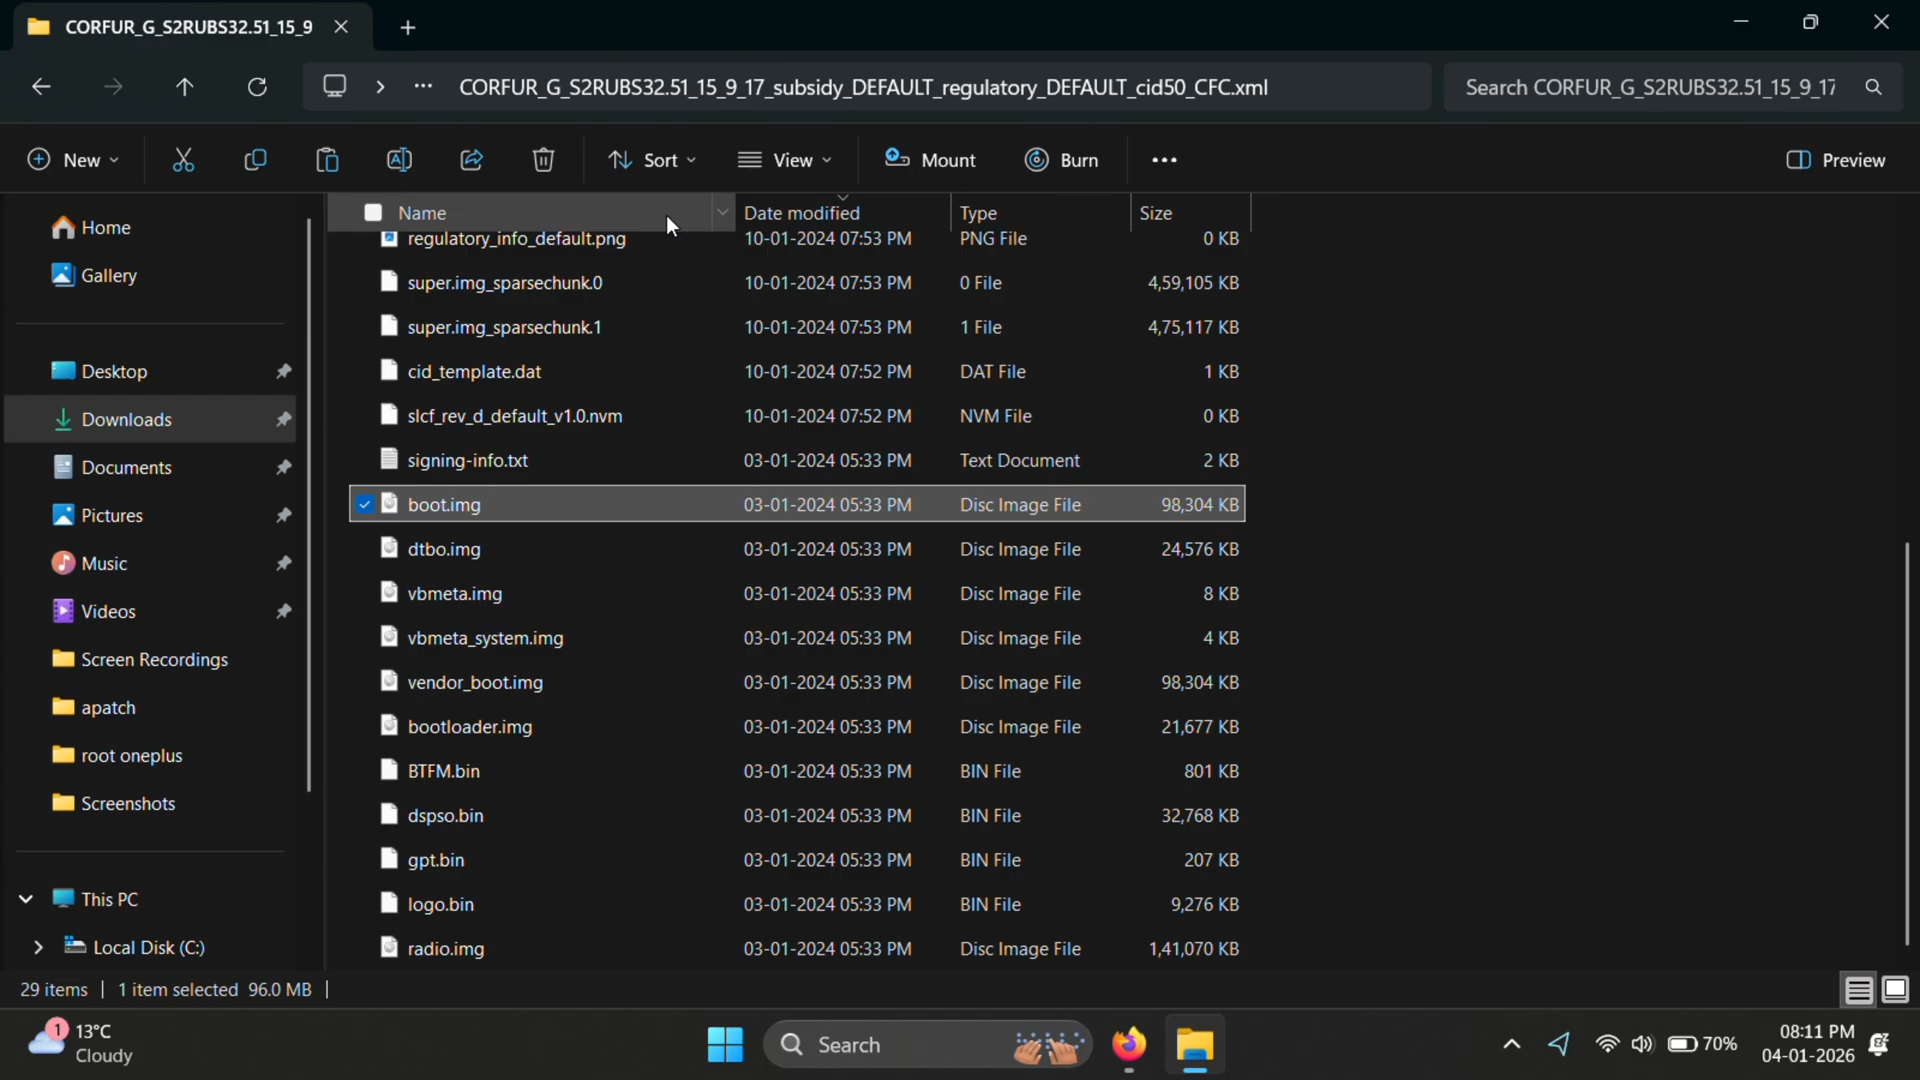 CORFUR_G_S2RUBS32.51_15_9
CORFUR_G_S2RUBS32.51_15_9_17_subsidy_DEFAULT_regulatory_DEFAULT_cid50_CFC.xml
Search CORFUR_G_S2RUBS32.51_15_9_17
New
Sort
View
Mount
Burn
Preview
Name Date modified Type Size
regulatory_info_default.png 10-01-2024 07:53 PM PNG File 0 KB
super.img_sparsechunk.0 10-01-2024 07:53 PM 0 File 4,59,105 KB
super.img_sparsechunk.1 10-01-2024 07:53 PM 1 File 4,75,117 KB
cid_template.dat 10-01-2024 07:52 PM DAT File 1 KB
slcf_rev_d_default_v1.0.nvm 10-01-2024 07:52 PM NVM File 0 KB
signing-info.txt 03-01-2024 05:33 PM Text Document 2 KB
boot.img 03-01-2024 05:33 PM Disc Image File 98,304 KB
dtbo.img 03-01-2024 05:33 PM Disc Image File 24,576 KB
vbmeta.img 03-01-2024 05:33 PM Disc Image File 8 KB
vbmeta_system.img 03-01-2024 05:33 PM Disc Image File 4 KB
vendor_boot.img 03-01-2024 05:33 PM Disc Image File 98,304 KB
bootloader.img 03-01-2024 05:33 PM Disc Image File 21,677 KB
BTFM.bin 03-01-2024 05:33 PM BIN File 801 KB
dspso.bin 03-01-2024 05:33 PM BIN File 32,768 KB
gpt.bin 03-01-2024 05:33 PM BIN File 207 KB
logo.bin 03-01-2024 05:33 PM BIN File 9,276 KB
radio.img 03-01-2024 05:33 PM Disc Image File 1,41,070 KB
Home
Gallery
Desktop
Downloads
Documents
Pictures
Music
Videos
Screen Recordings
apatch
root oneplus
Screenshots
This PC
Local Disk (C:)
29 items 1 item selected 96.0 MB
1
13°C
Cloudy
Search
70%
08:11 PM
04-01-2026